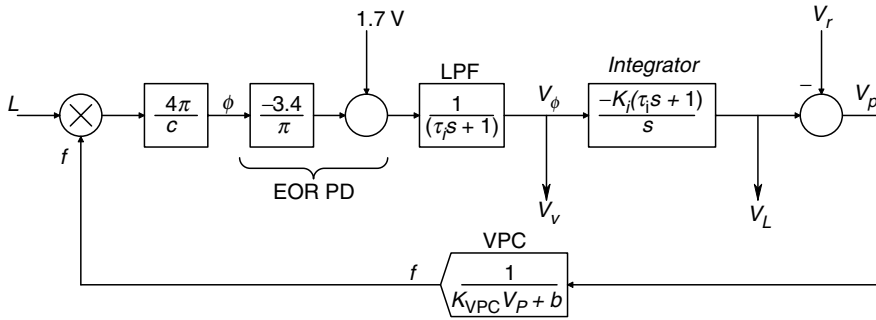 V_r
1.7 V
LPF
Integrator
L
4π
c
ϕ
−3.4
π
1
(τ_i s + 1)
V_ϕ
−K_i(τ_i s + 1)
s
−
V_p
f
EOR PD
V_v
V_L
VPC
f
1
K_VPC V_P + b